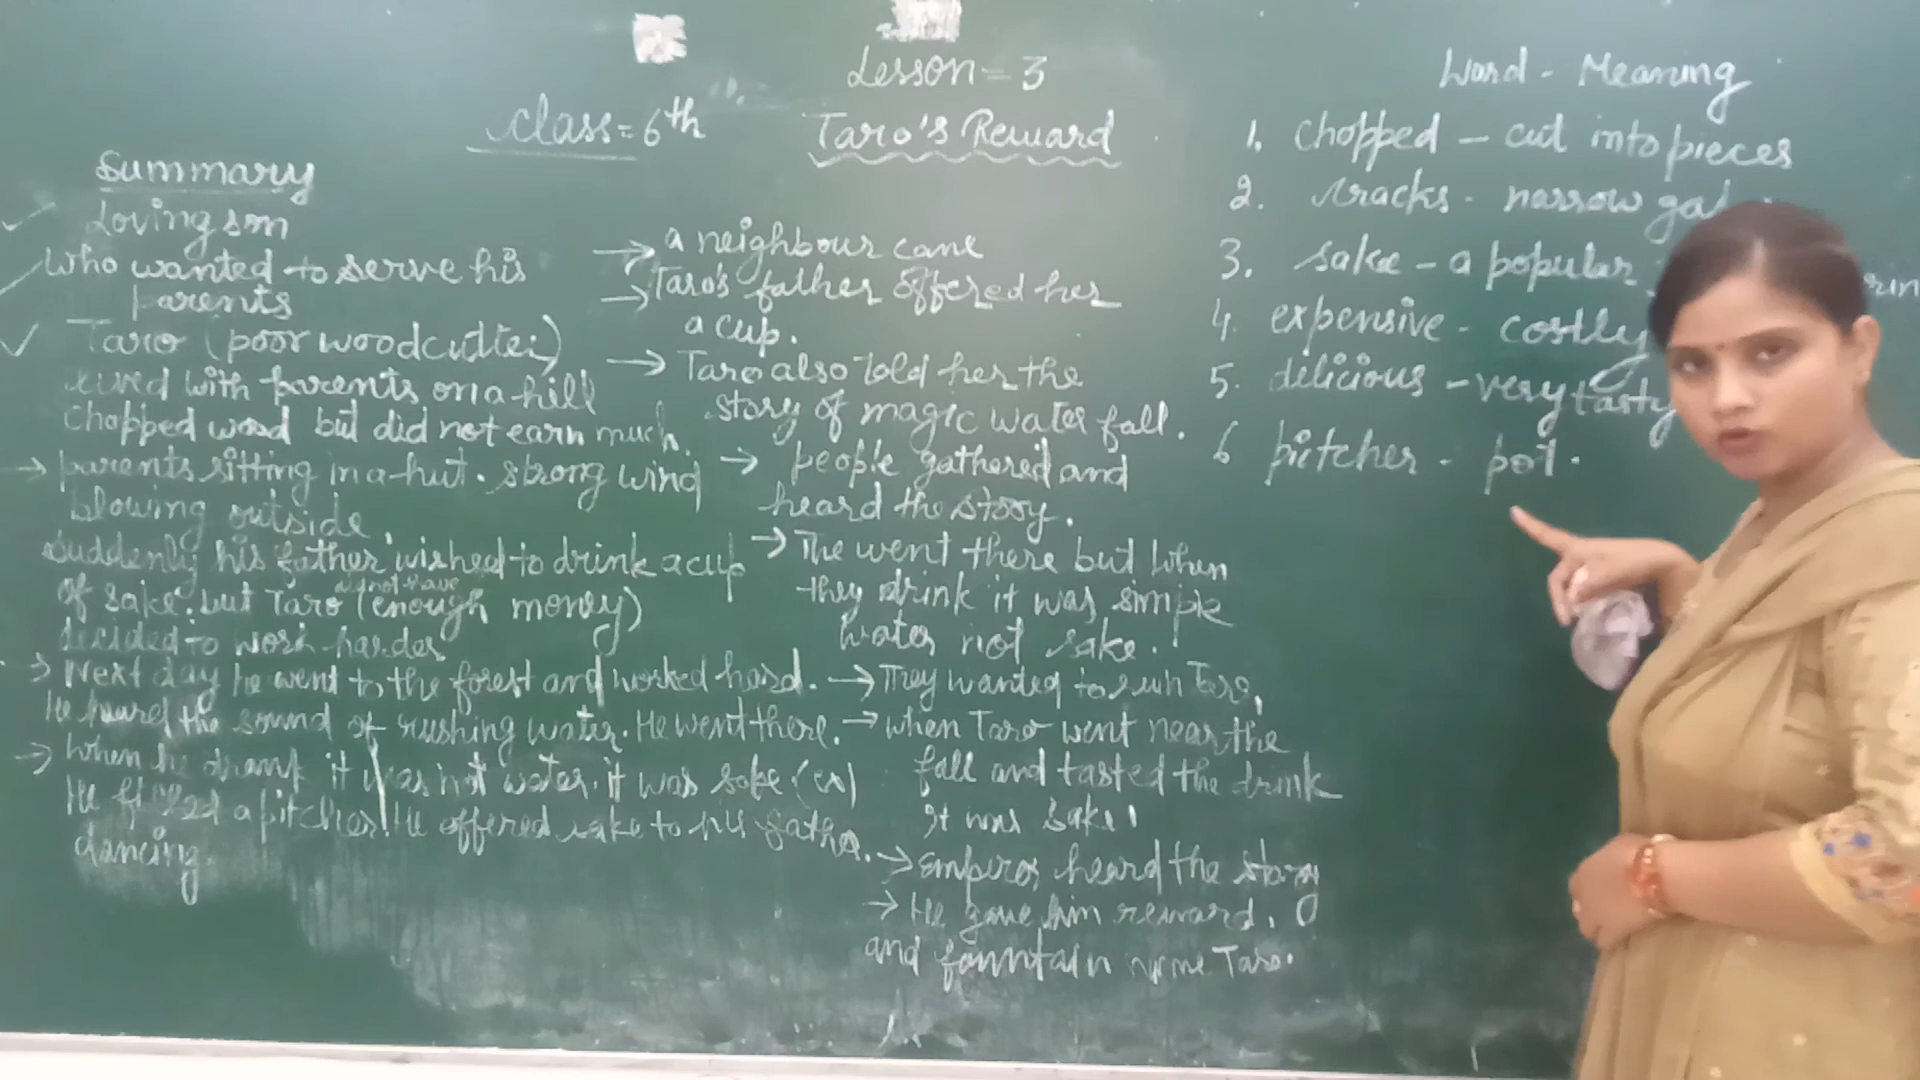 Lesson = 3
Class = 6th
Taro's Reward
Summary
Loving son
Who wanted to serve his
parents
Taro (poor woodcutter)
lived with parents on a hill
chopped wood but did not earn much.
→ parents sitting in a hut. strong wind
blowing outside
Suddenly his father wished to drink a cup
of sake. but Taro (enough money)
did not have
decided to work harder
→ Next day he went to the forest and worked hard.
He heard the sound of rushing water. He went there.
→ When he drank it was not water. it was sake
He filled a pitcher. He offered sake to his father.
dancing.
→ a neighbour came
→ Taro's father offered her
a cup.
→ Taro also told her the
story of magic water fall.
→ people gathered and
heard the story.
→ The went there but when
they drink it was simple
water not sake.
→ They wanted to Taro.
→ when Taro went near the
fall and tasted the drink
it was sake.
→ Emperor heard the story
→ He gave him reward.
and fountain name Taro.
Word - Meaning
1. chopped - cut into pieces
2. cracks - narrow
3. sake - a popular
4. expensive - costly
5. delicious - very tasty
6 pitcher - pot.